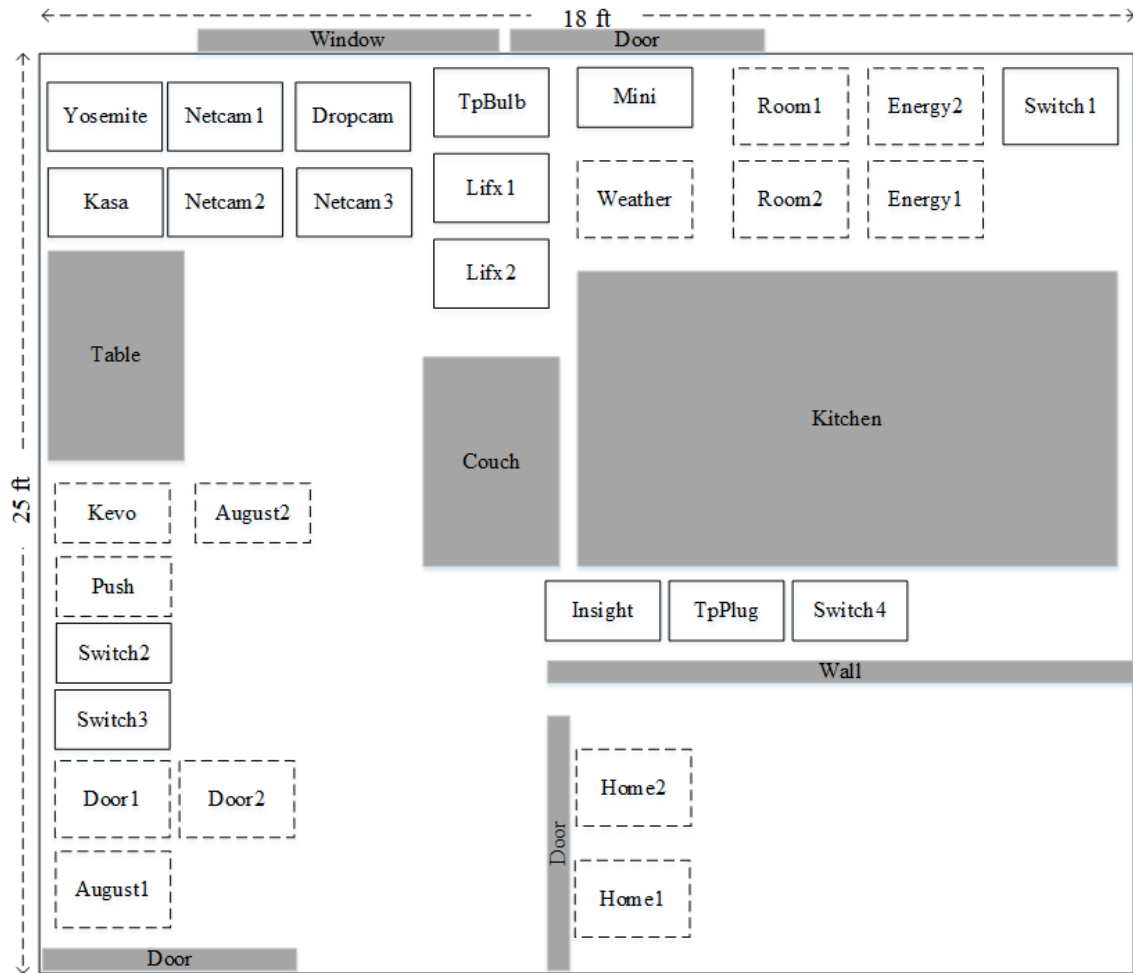 18 ft
Window
Door
Yosemite
Netcam1
Dropcam
TpBulb
Mini
Room1
Energy2
Switch1
Kasa
Netcam2
Netcam3
Lifx1
Weather
Room2
Energy1
Lifx2
Table
Couch
Kitchen
25 ft
Kevo
August2
Push
Insight
TpPlug
Switch4
Switch2
Wall
Switch3
Door1
Door2
Home2
Door
August1
Home1
Door